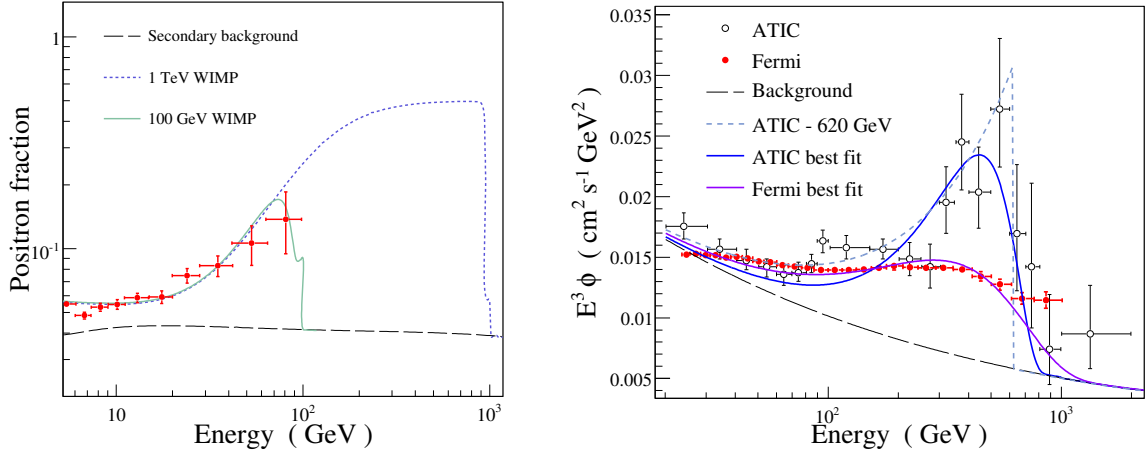 Positron fraction
1
10⁻¹
Secondary background
1 TeV WIMP
100 GeV WIMP
10
10²
10³
Energy ( GeV )
E³ ϕ ( cm² s⁻¹ GeV² )
0.035
0.03
0.025
0.02
0.015
0.01
0.005
ATIC
Fermi
Background
ATIC - 620 GeV
ATIC best fit
Fermi best fit
10²
10³
Energy ( GeV )